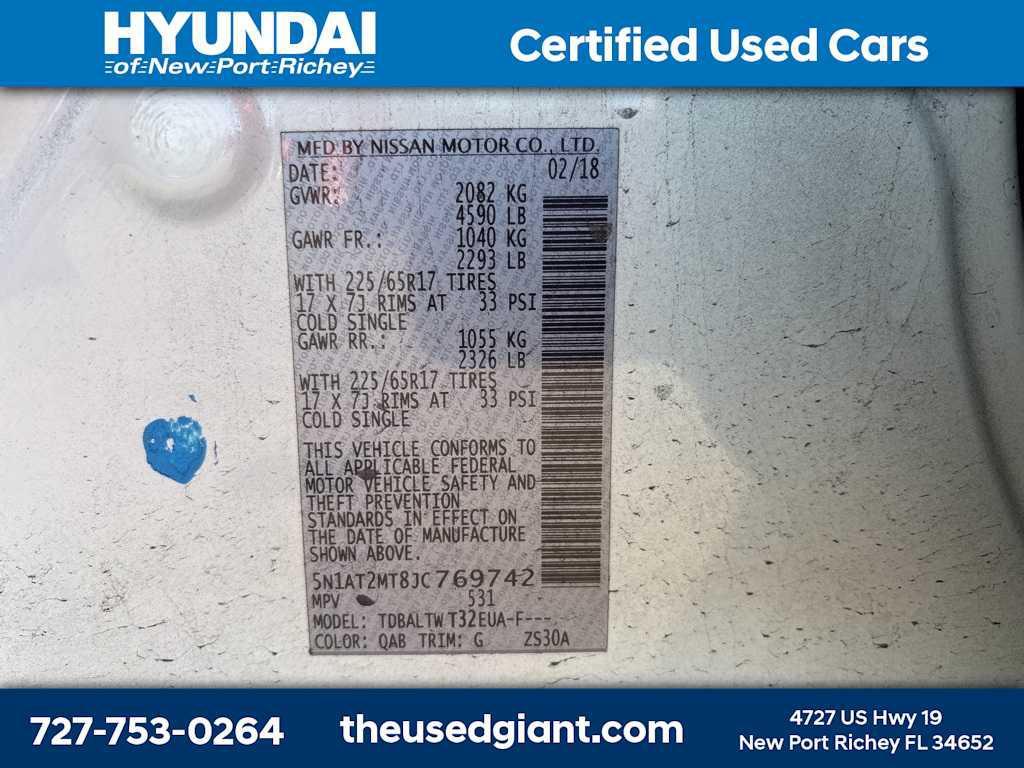 HYUNDAI
of New Port Richey
Certified Used Cars
MFD BY NISSAN MOTOR CO., LTD.
DATE: 02/18
GVWR: 2082 KG
4590 LB
GAWR FR.: 1040 KG
2293 LB
WITH 225/65R17 TIRES
17 X 7J RIMS AT 33 PSI
COLD SINGLE
GAWR RR.: 1055 KG
2326 LB
WITH 225/65R17 TIRES
17 X 7J RIMS AT 33 PSI
COLD SINGLE
THIS VEHICLE CONFORMS TO
ALL APPLICABLE FEDERAL
MOTOR VEHICLE SAFETY AND
THEFT PREVENTION
STANDARDS IN EFFECT ON
THE DATE OF MANUFACTURE
SHOWN ABOVE.
5N1AT2MT8JC769742
MPV 531
MODEL: TDBALTW T32EUA-F---
COLOR: QAB TRIM: G ZS30A
727-753-0264
theusedgiant.com
4727 US Hwy 19
New Port Richey FL 34652